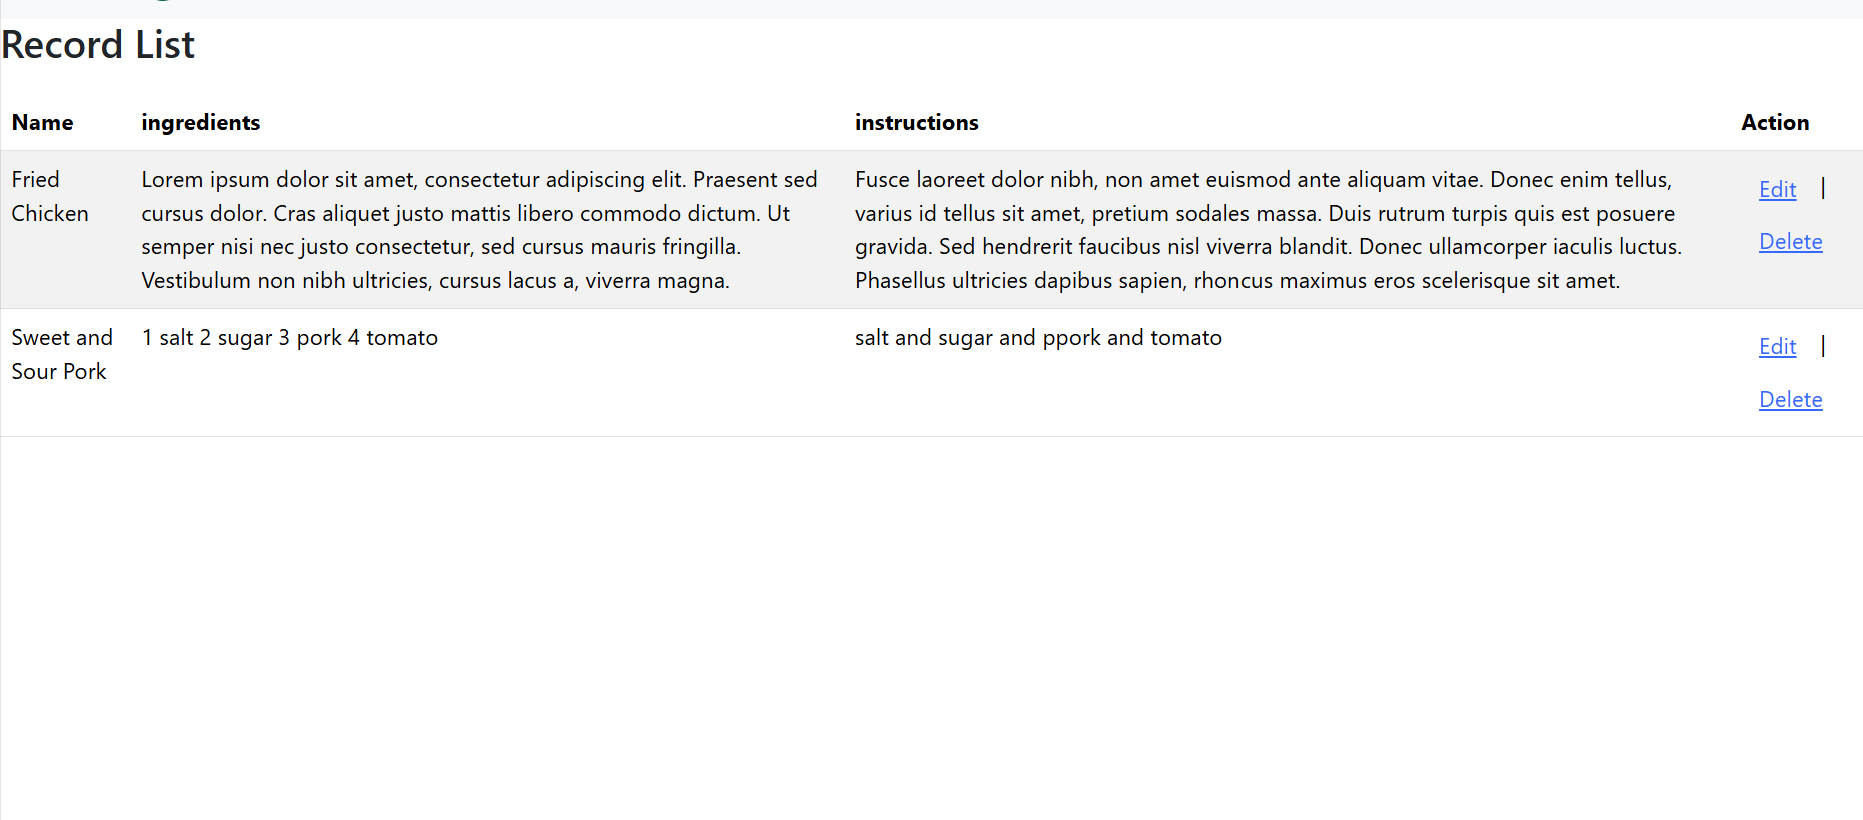 Record List
Name ingredients instructions Action
Fried Lorem ipsum dolor sit amet, consectetur adipiscing elit. Praesent sed Fusce laoreet dolor nibh, non amet euismod ante aliquam vitae. Donec enim tellus, Edit |
Chicken cursus dolor. Cras aliquet justo mattis libero commodo dictum. Ut varius id tellus sit amet, pretium sodales massa. Duis rutrum turpis quis est posuere
semper nisi nec justo consectetur, sed cursus mauris fringilla. gravida. Sed hendrerit faucibus nisl viverra blandit. Donec ullamcorper iaculis luctus. Delete
Vestibulum non nibh ultricies, cursus lacus a, viverra magna. Phasellus ultricies dapibus sapien, rhoncus maximus eros scelerisque sit amet.
Sweet and 1 salt 2 sugar 3 pork 4 tomato salt and sugar and ppork and tomato Edit |
Sour Pork
Delete